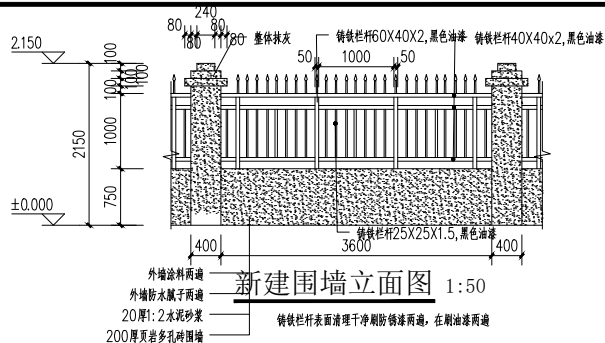 240
80 80
180 180
整体抹灰
铸铁栏杆60X40X2,黑色油漆
铸铁栏杆40X40x2,黑色油漆
2.150
50 1000 50
100
100
100
100
1000
2150
750
±0.000
铸铁栏杆25X25X1.5,黑色油漆
400 3600 400
外墙涂料两遍
外墙防水腻子两遍
20厚1:2水泥砂浆
200厚页岩多孔砖围墙
新建围墙立面图 1:50
铸铁栏杆表面清理干净刷防锈漆两遍，在刷油漆两遍